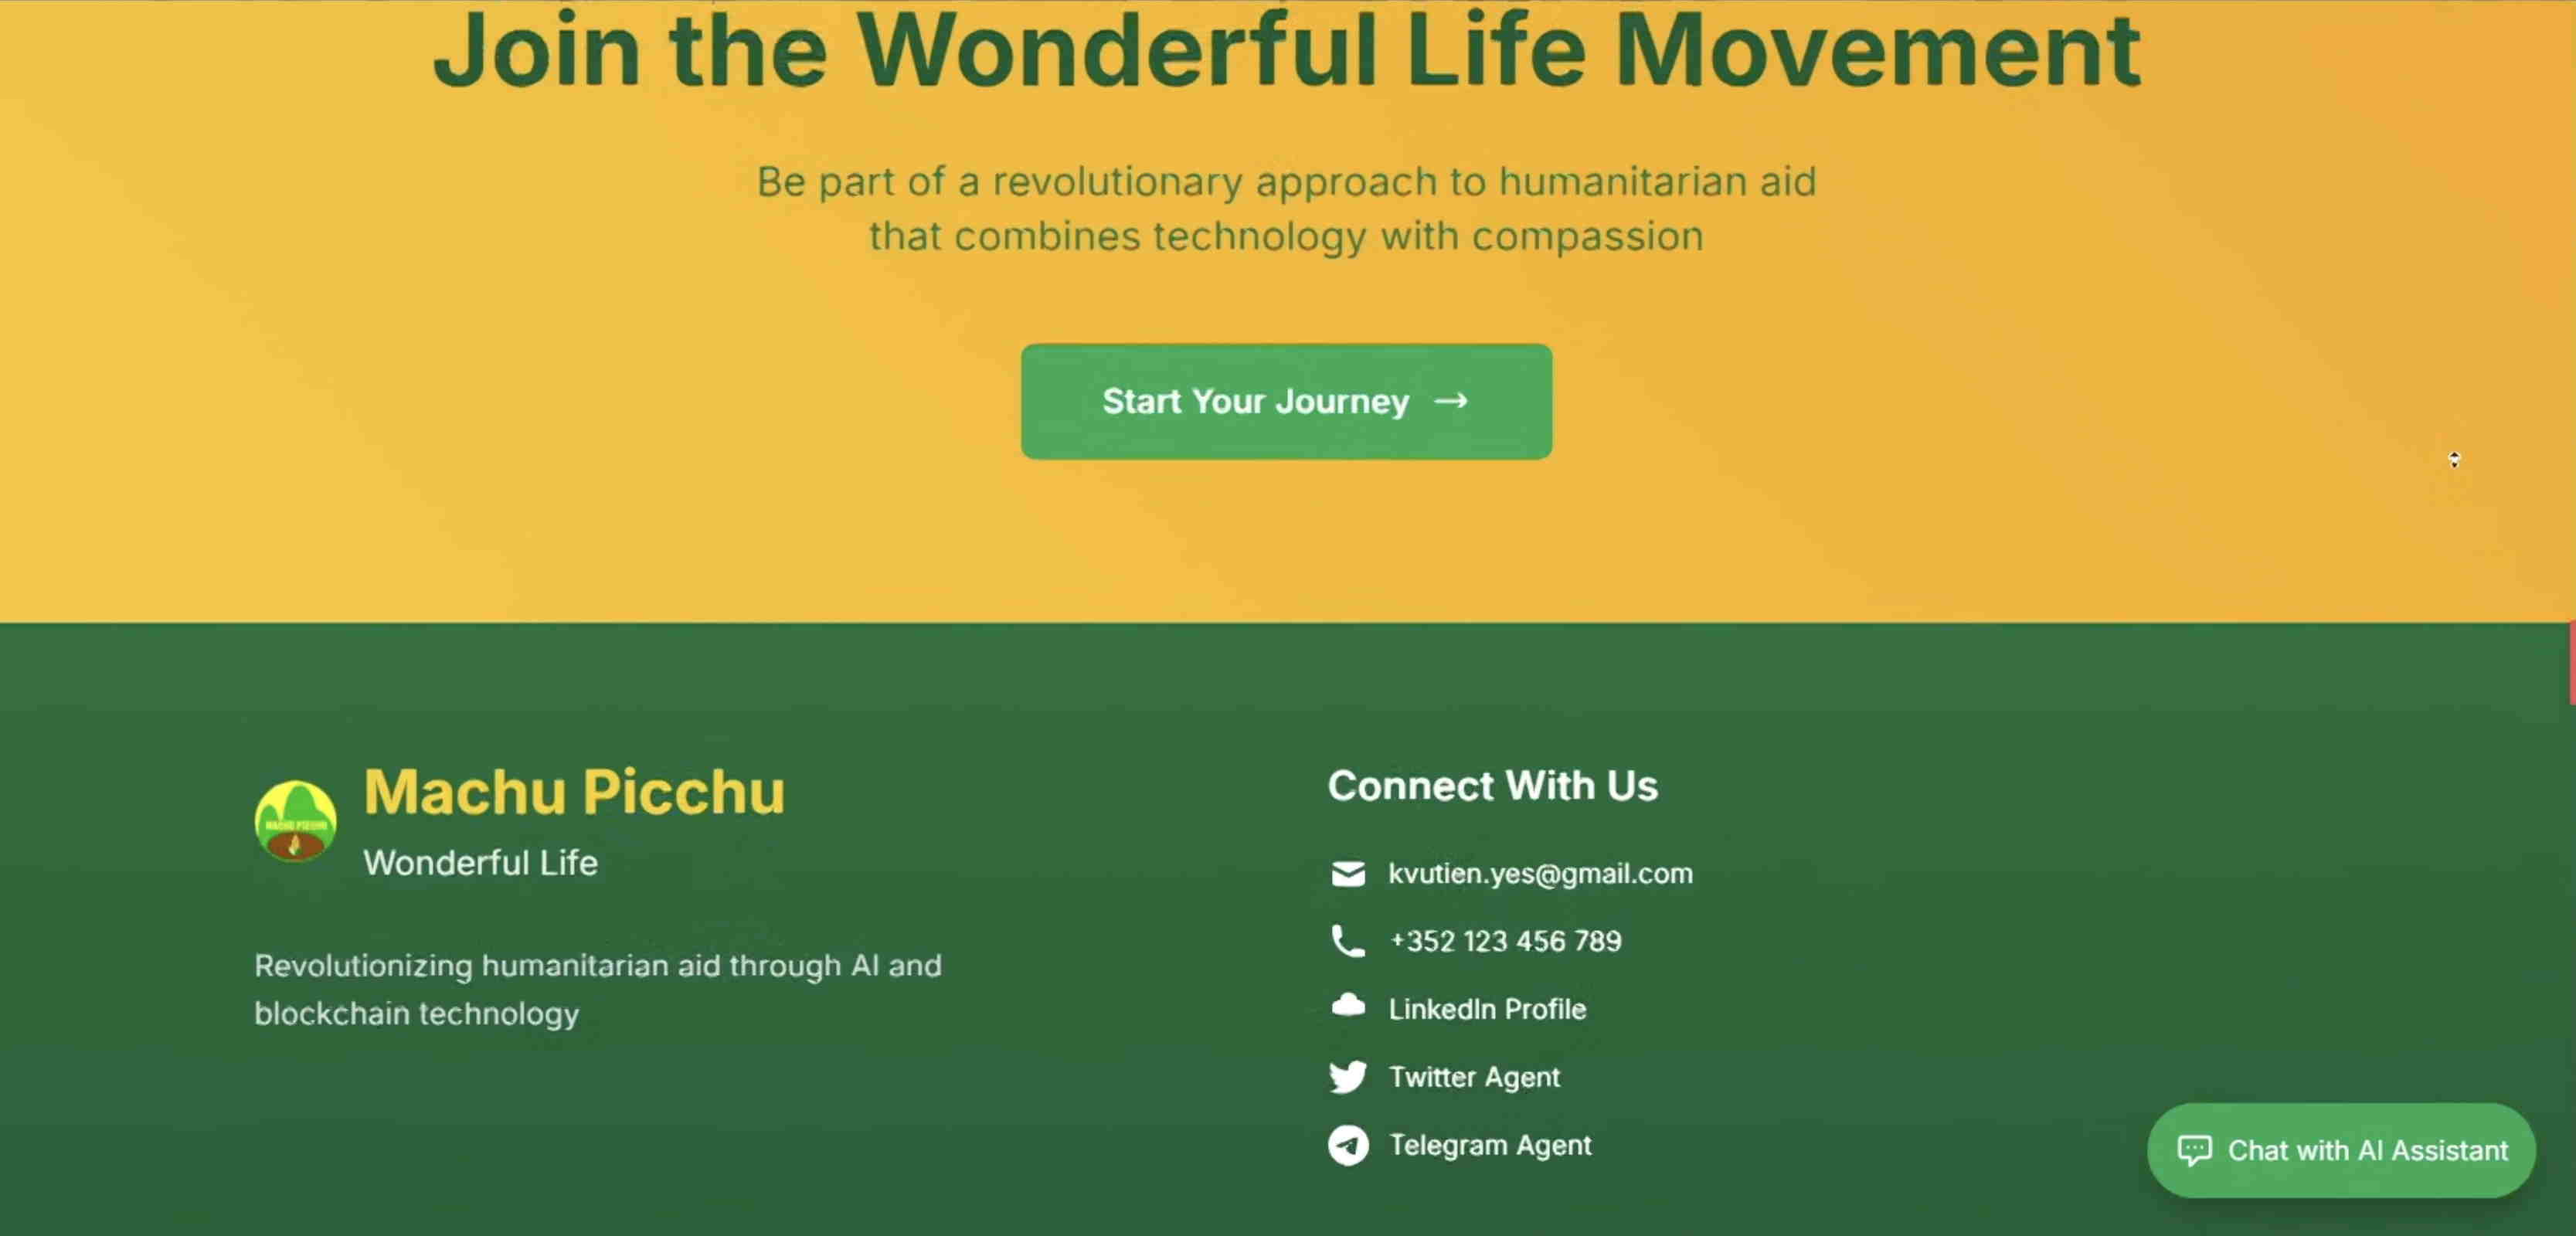 Join the Wonderful Life Movement
Be part of a revolutionary approach to humanitarian aid
that combines technology with compassion
Start Your Journey →
MACHU PICCHU
Machu Picchu
Wonderful Life
Revolutionizing humanitarian aid through AI and
blockchain technology
Connect With Us
kvutien.yes@gmail.com
+352 123 456 789
LinkedIn Profile
Twitter Agent
Telegram Agent
Chat with AI Assistant